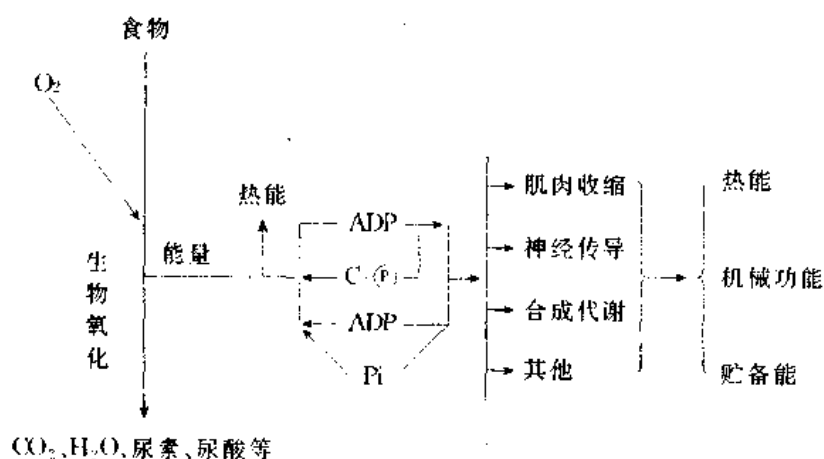 食物
O₂
热能
能量
生物氧化
ADP
C-Ⓟ
ADP
Pi
肌肉收缩
神经传导
合成代谢
其他
热能
机械功能
贮备能
CO₂、H₂O、尿素、尿酸等